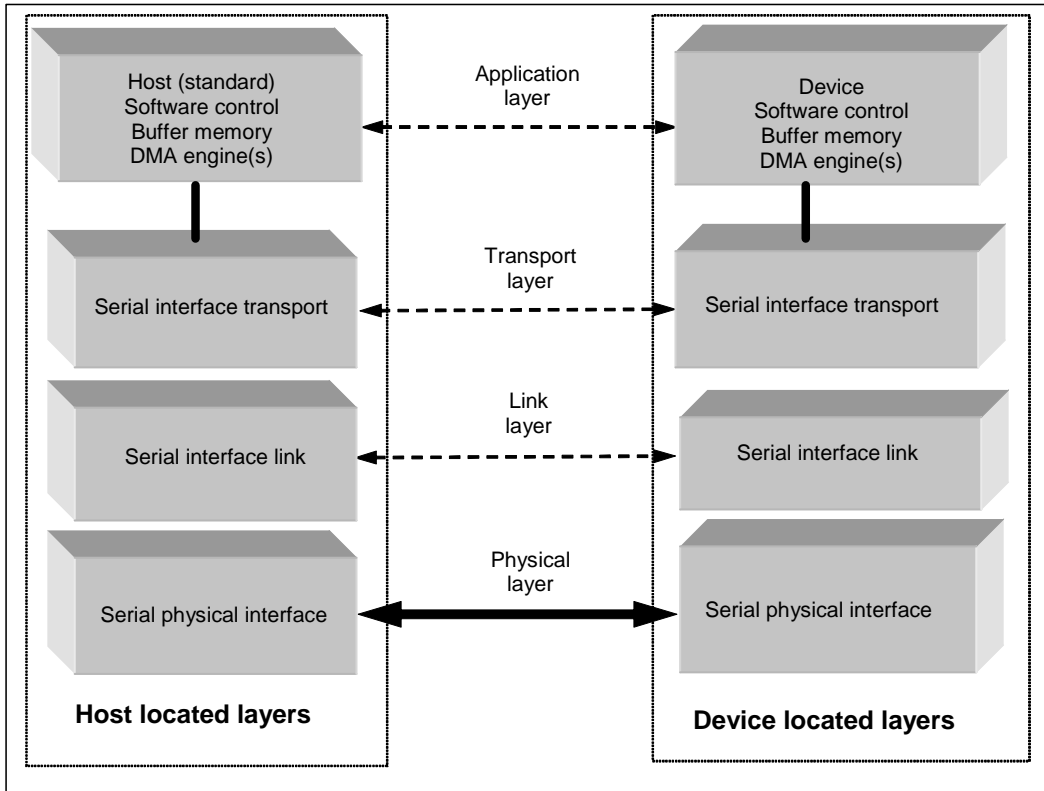 Host (standard)
Software control
Buffer memory
DMA engine(s)
Application
layer
Device
Software control
Buffer memory
DMA engine(s)
Serial interface transport
Transport
layer
Serial interface transport
Serial interface link
Link
layer
Serial interface link
Serial physical interface
Physical
layer
Serial physical interface
Host located layers
Device located layers